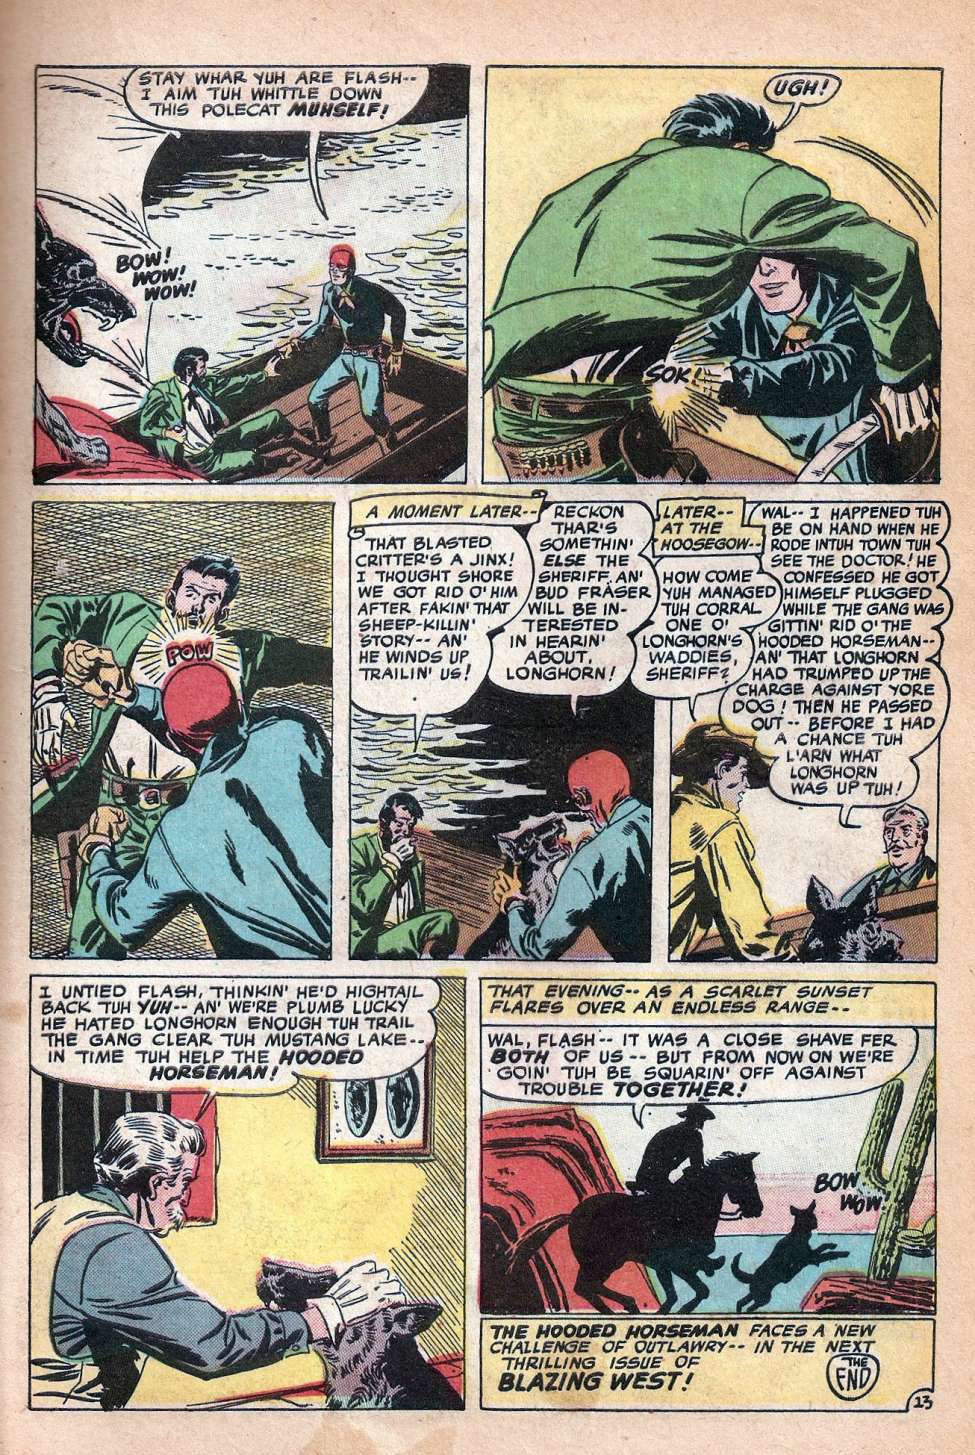 STAY WHAR YUH ARE FLASH--
I AIM TUH WHITTLE DOWN
THIS POLECAT MUHSELF!
BOW!
WOW!
WOW!
UGH!
SOK!
POW
A MOMENT LATER--
THAT BLASTED
CRITTER'S A JINX!
I THOUGHT SHORE
WE GOT RID O' HIM
AFTER FAKIN' THAT
SHEEP-KILLIN'
STORY-- AN'
HE WINDS UP
TRAILIN' US!
RECKON
THAR'S
SOMETHIN'
ELSE THE
SHERIFF, AN'
BUD FRASER
WILL BE IN-
TERESTED
IN HEARIN'
ABOUT,
LONGHORN!
LATER--
AT THE
HOOSEGOW--
HOW COME
YUH MANAGED
TUH CORRAL
ONE O'
LONGHORN'S
WADDIES,
SHERIFF?
WAL-- I HAPPENED TUH
BE ON HAND WHEN HE
RODE INTUH TOWN TUH
SEE THE DOCTOR! HE
CONFESSED HE GOT
HIMSELF PLUGGED
WHILE THE GANG WAS
GITTIN' RID O' THE
HOODED HORSEMAN--
AN' THAT LONGHORN
HAD TRUMPED UP THE
CHARGE AGAINST YORE
DOG! THEN HE PASSED
OUT-- BEFORE I HAD
A CHANCE TUH
L'ARN WHAT
LONGHORN
WAS UP TUH!
I UNTIED FLASH, THINKIN' HE'D HIGHTAIL
BACK TUH YUH-- AN' WE'RE PLUMB LUCKY
HE HATED LONGHORN ENOUGH TUH TRAIL
THE GANG CLEAR TUH MUSTANG LAKE--
IN TIME TUH HELP THE HOODED
HORSEMAN!
THAT EVENING-- AS A SCARLET SUNSET
FLARES OVER AN ENDLESS RANGE--
WAL, FLASH-- IT WAS A CLOSE SHAVE FER
BOTH OF US-- BUT FROM NOW ON WE'RE
GOIN' TUH BE SQUARIN' OFF AGAINST
TROUBLE TOGETHER!
BOW
WOW!
THE HOODED HORSEMAN FACES A NEW
CHALLENGE OF OUTLAWRY-- IN THE NEXT
THRILLING ISSUE OF
BLAZING WEST!
THE
END
13